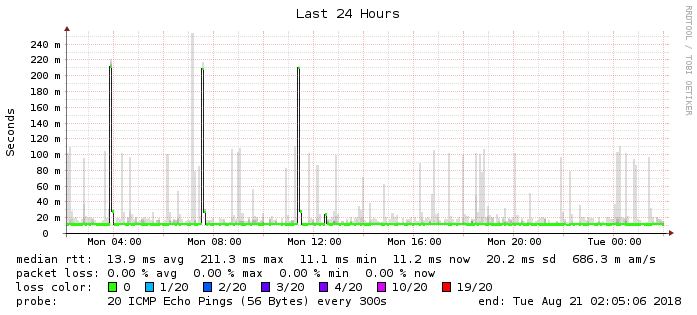 Last 24 Hours
RRDTOOL / TOBI OETIKER
Seconds
240 m
220 m
200 m
180 m
160 m
140 m
120 m
100 m
80 m
60 m
40 m
20 m
0
Mon 04:00 Mon 08:00 Mon 12:00 Mon 16:00 Mon 20:00 Tue 00:00
median rtt: 13.9 ms avg 211.3 ms max 11.1 ms min 11.2 ms now 20.2 ms sd 686.3 m am/s
packet loss: 0.00 % avg 0.00 % max 0.00 % min 0.00 % now
loss color: 0 1/20 2/20 3/20 4/20 10/20 19/20
probe: 20 ICMP Echo Pings (56 Bytes) every 300s end: Tue Aug 21 02:05:06 2018